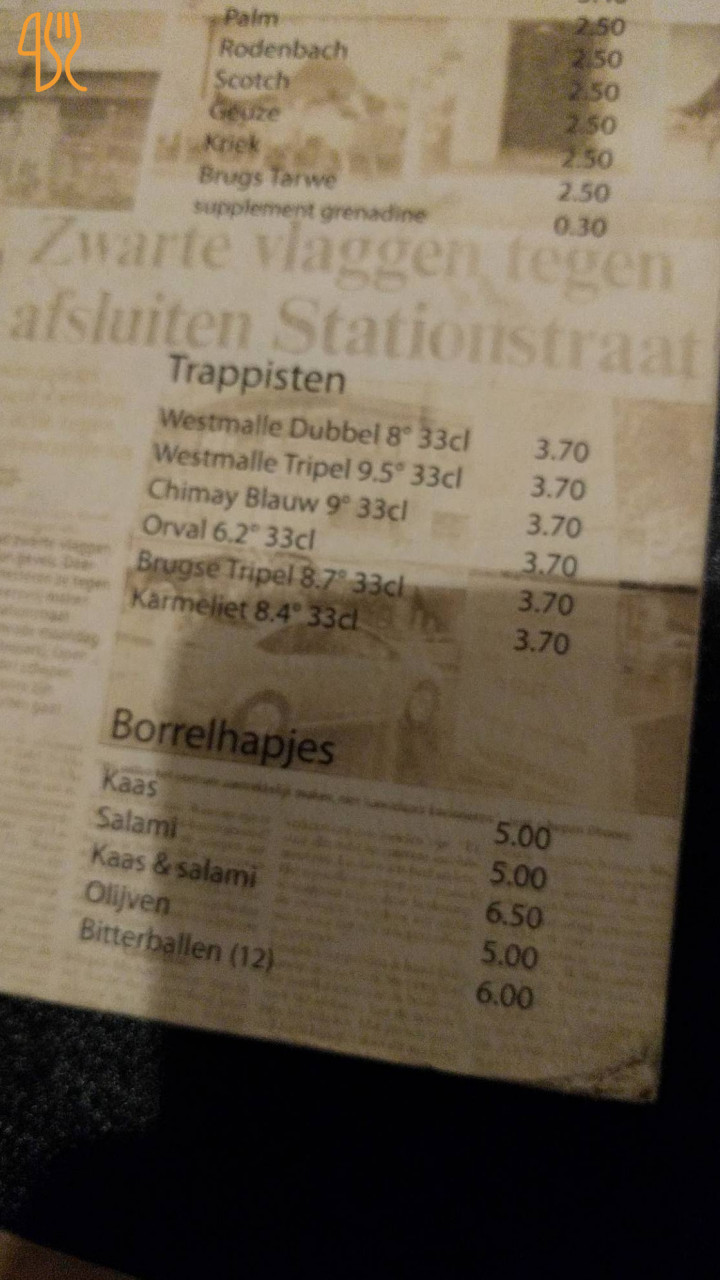 Palm 2.50
Rodenbach 2.50
Scotch 2.50
Geuze 2.50
Kriek 2.50
Brugs Tarwe 2.50
supplement grenadine 0.30
Zwarte vlaggen tegen
afsluiten Stationstraat
Trappisten
Westmalle Dubbel 8° 33cl 3.70
Westmalle Tripel 9.5° 33cl 3.70
Chimay Blauw 9° 33cl 3.70
Orval 6.2° 33cl 3.70
Brugse Tripel 8.7° 33cl 3.70
Karmeliet 8.4° 33cl 3.70
Borrelhapjes
Kaas 5.00
Salami 5.00
Kaas & salami 6.50
Olijven 5.00
Bitterballen (12) 6.00